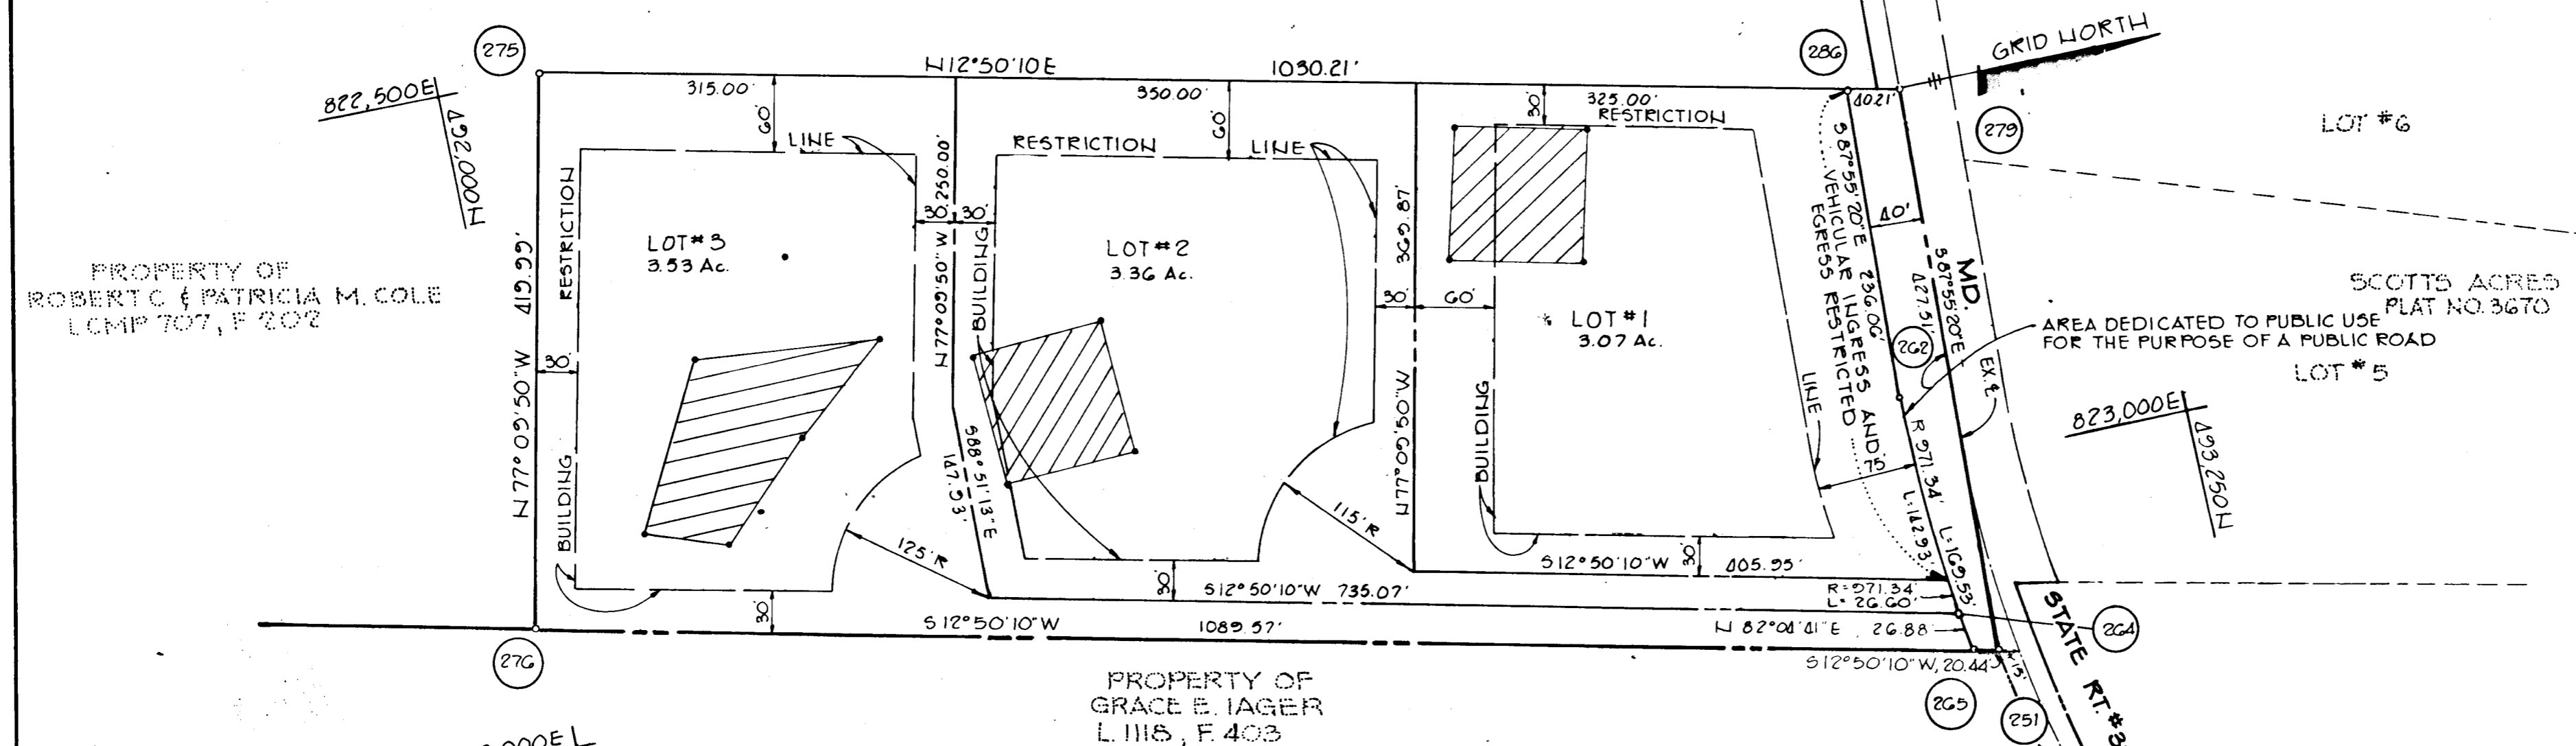 275
N12°50'10E 1030.21'
286
GRID NORTH
822,500E
492,000N
315.00'
60'
LINE
350.00'
60'
RESTRICTION
LINE
30'
325.00'
RESTRICTION
40.21'
279
LOT #6
RESTRICTION
N77°09'50"W 250.00'
30' 30'
BUILDING
LOT#3
3.53 Ac.
LOT#2
3.36 Ac.
369.87'
30' 60'
N77°09'50"W
LOT#1
3.07 Ac.
S87°55'20"E 236.06'
VEHICULAR INGRESS AND
EGRESS RESTRICTED
40'
S87°55'20"E
427.51'
MD.
262
EX. ℄
SCOTTS ACRES
PLAT NO. 3670
AREA DEDICATED TO PUBLIC USE
FOR THE PURPOSE OF A PUBLIC ROAD
LOT #5
PROPERTY OF
ROBERT C & PATRICIA M. COLE
LCMP 707, F 202
N77°09'50"W 419.99'
30'
BUILDING
S88°51'13"E
147.93'
125'R
115'R
BUILDING
LINE
75'
R 971.34' L=169.53'
L=142.93'
823,000E
493,250N
30'
30'
S12°50'10"W 735.07'
S12°50'10"W 405.95'
30'
R=971.34'
L=26.60'
S12°50'10"W 1089.57'
N 82°04'41"E 26.88
264
276
S12°50'10"W, 20.44'
15'
265
251
STATE RT. #3
PROPERTY OF
GRACE E. IAGER
L. 1118, F. 403
000E